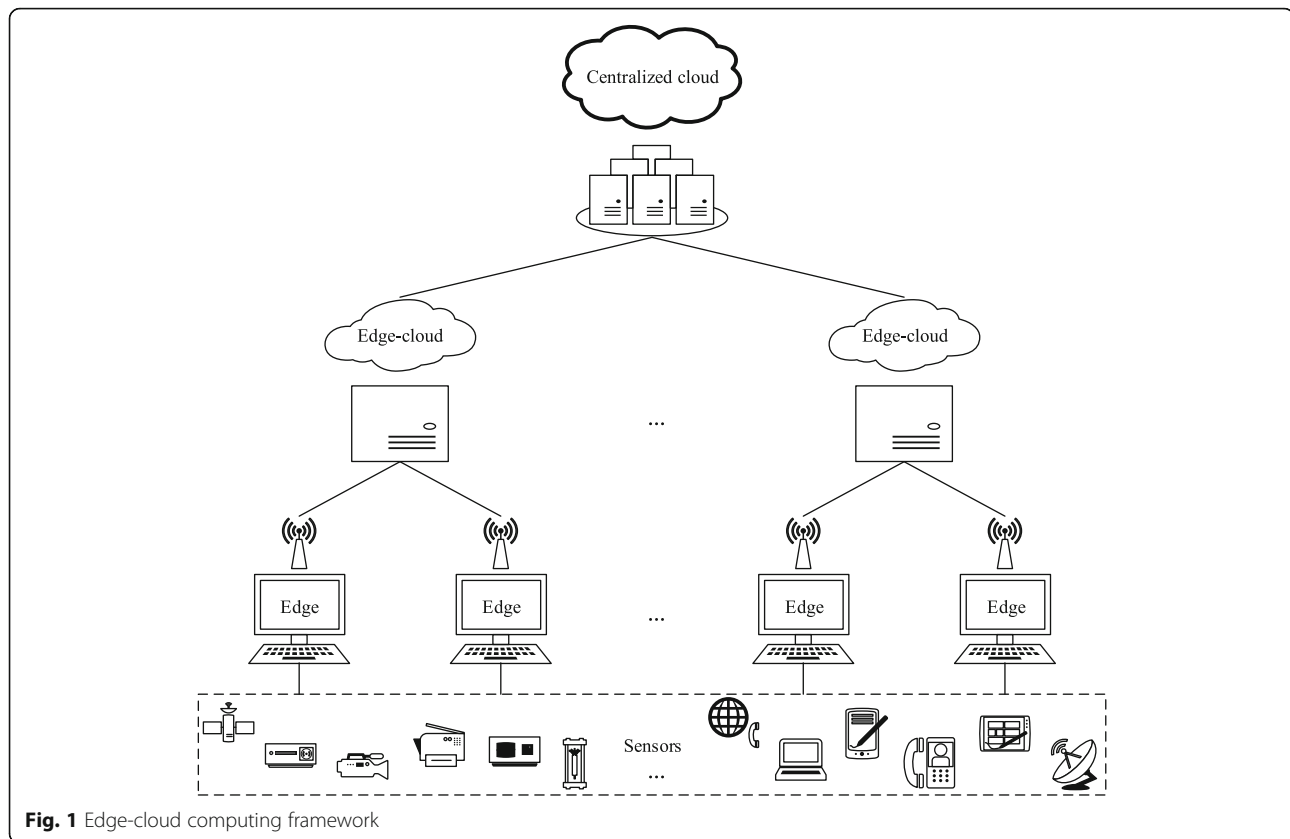 Centralized cloud
Edge-cloud
Edge-cloud
...
Edge
Edge
...
Edge
Edge
Sensors
...
Fig. 1 Edge-cloud computing framework